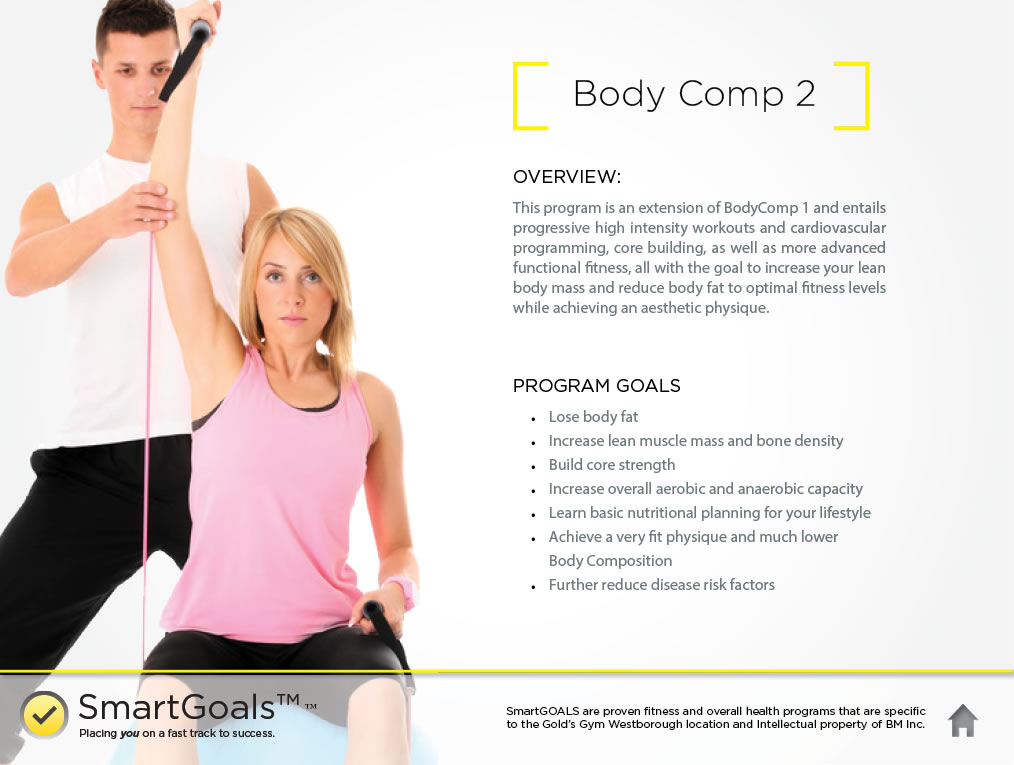 Body Comp 2
OVERVIEW:
This program is an extension of BodyComp 1 and entails
progressive high intensity workouts and cardiovascular
programming, core building, as well as more advanced
functional fitness, all with the goal to increase your lean
body mass and reduce body fat to optimal fitness levels
while achieving an aesthetic physique.
PROGRAM GOALS
• Lose body fat
• Increase lean muscle mass and bone density
• Build core strength
• Increase overall aerobic and anaerobic capacity
• Learn basic nutritional planning for your lifestyle
• Achieve a very fit physique and much lower
Body Composition
• Further reduce disease risk factors
SmartGoals™ ™
Placing you on a fast track to success.
SmartGOALS are proven fitness and overall health programs that are specific
to the Gold's Gym Westborough location and Intellectual property of BM Inc.